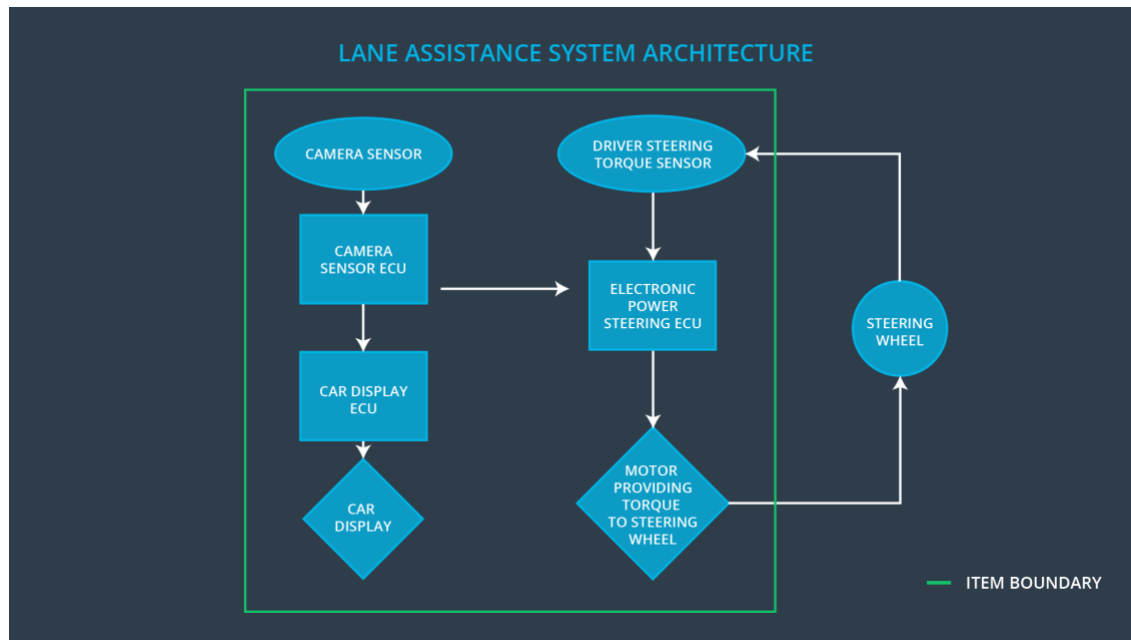 LANE ASSISTANCE SYSTEM ARCHITECTURE
CAMERA SENSOR
CAMERA
SENSOR ECU
CAR DISPLAY
ECU
CAR
DISPLAY
DRIVER STEERING
TORQUE SENSOR
ELECTRONIC
POWER
STEERING ECU
MOTOR
PROVIDING
TORQUE
TO STEERING
WHEEL
STEERING
WHEEL
ITEM BOUNDARY